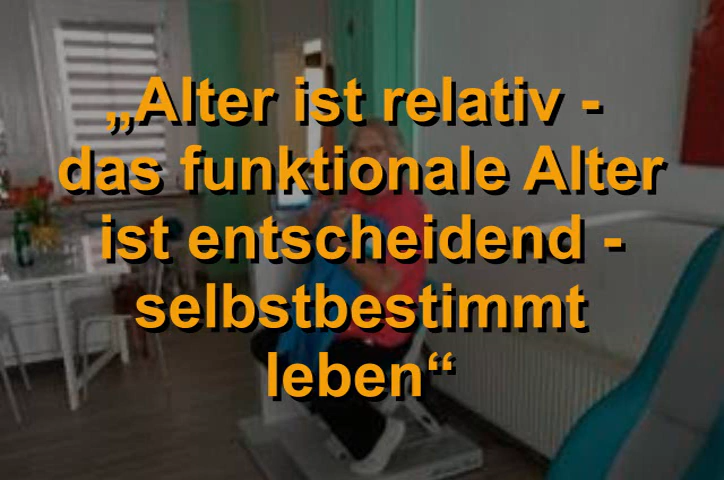 „Alter ist relativ -
das funktionale Alter
ist entscheidend -
selbstbestimmt
leben“